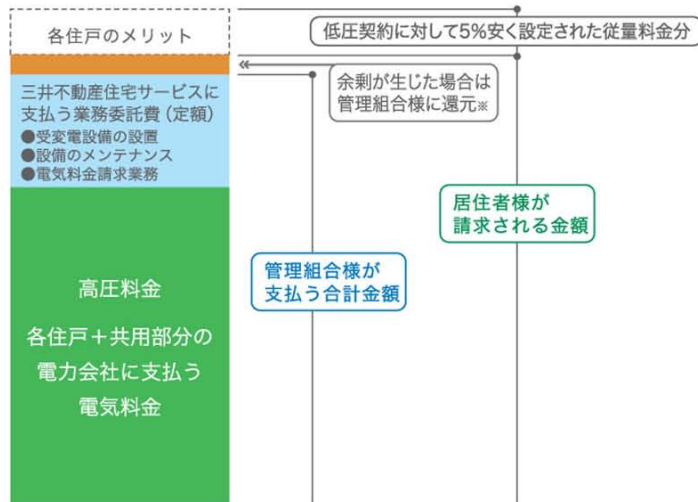 各住戸のメリット
低圧契約に対して5%安く設定された従量料金分
余剰が生じた場合は
管理組合様に還元※
三井不動産住宅サービスに
支払う業務委託費（定額）
●受変電設備の設置
●設備のメンテナンス
●電気料金請求業務
居住者様が
請求される金額
管理組合様が
支払う合計金額
高圧料金
各住戸＋共用部分の
電力会社に支払う
電気料金